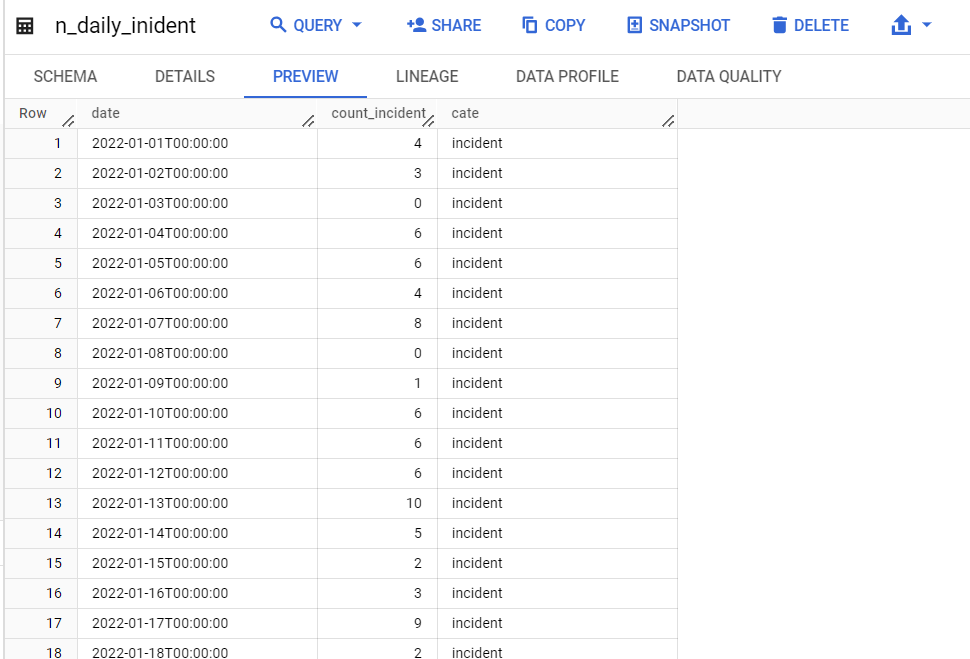 n_daily_inident QUERY SHARE COPY SNAPSHOT DELETE
SCHEMA DETAILS PREVIEW LINEAGE DATA PROFILE DATA QUALITY
Row date count_incident cate
1 2022-01-01T00:00:00 4 incident
2 2022-01-02T00:00:00 3 incident
3 2022-01-03T00:00:00 0 incident
4 2022-01-04T00:00:00 6 incident
5 2022-01-05T00:00:00 6 incident
6 2022-01-06T00:00:00 4 incident
7 2022-01-07T00:00:00 8 incident
8 2022-01-08T00:00:00 0 incident
9 2022-01-09T00:00:00 1 incident
10 2022-01-10T00:00:00 6 incident
11 2022-01-11T00:00:00 6 incident
12 2022-01-12T00:00:00 6 incident
13 2022-01-13T00:00:00 10 incident
14 2022-01-14T00:00:00 5 incident
15 2022-01-15T00:00:00 2 incident
16 2022-01-16T00:00:00 3 incident
17 2022-01-17T00:00:00 9 incident
18 2022-01-18T00:00:00 2 incident